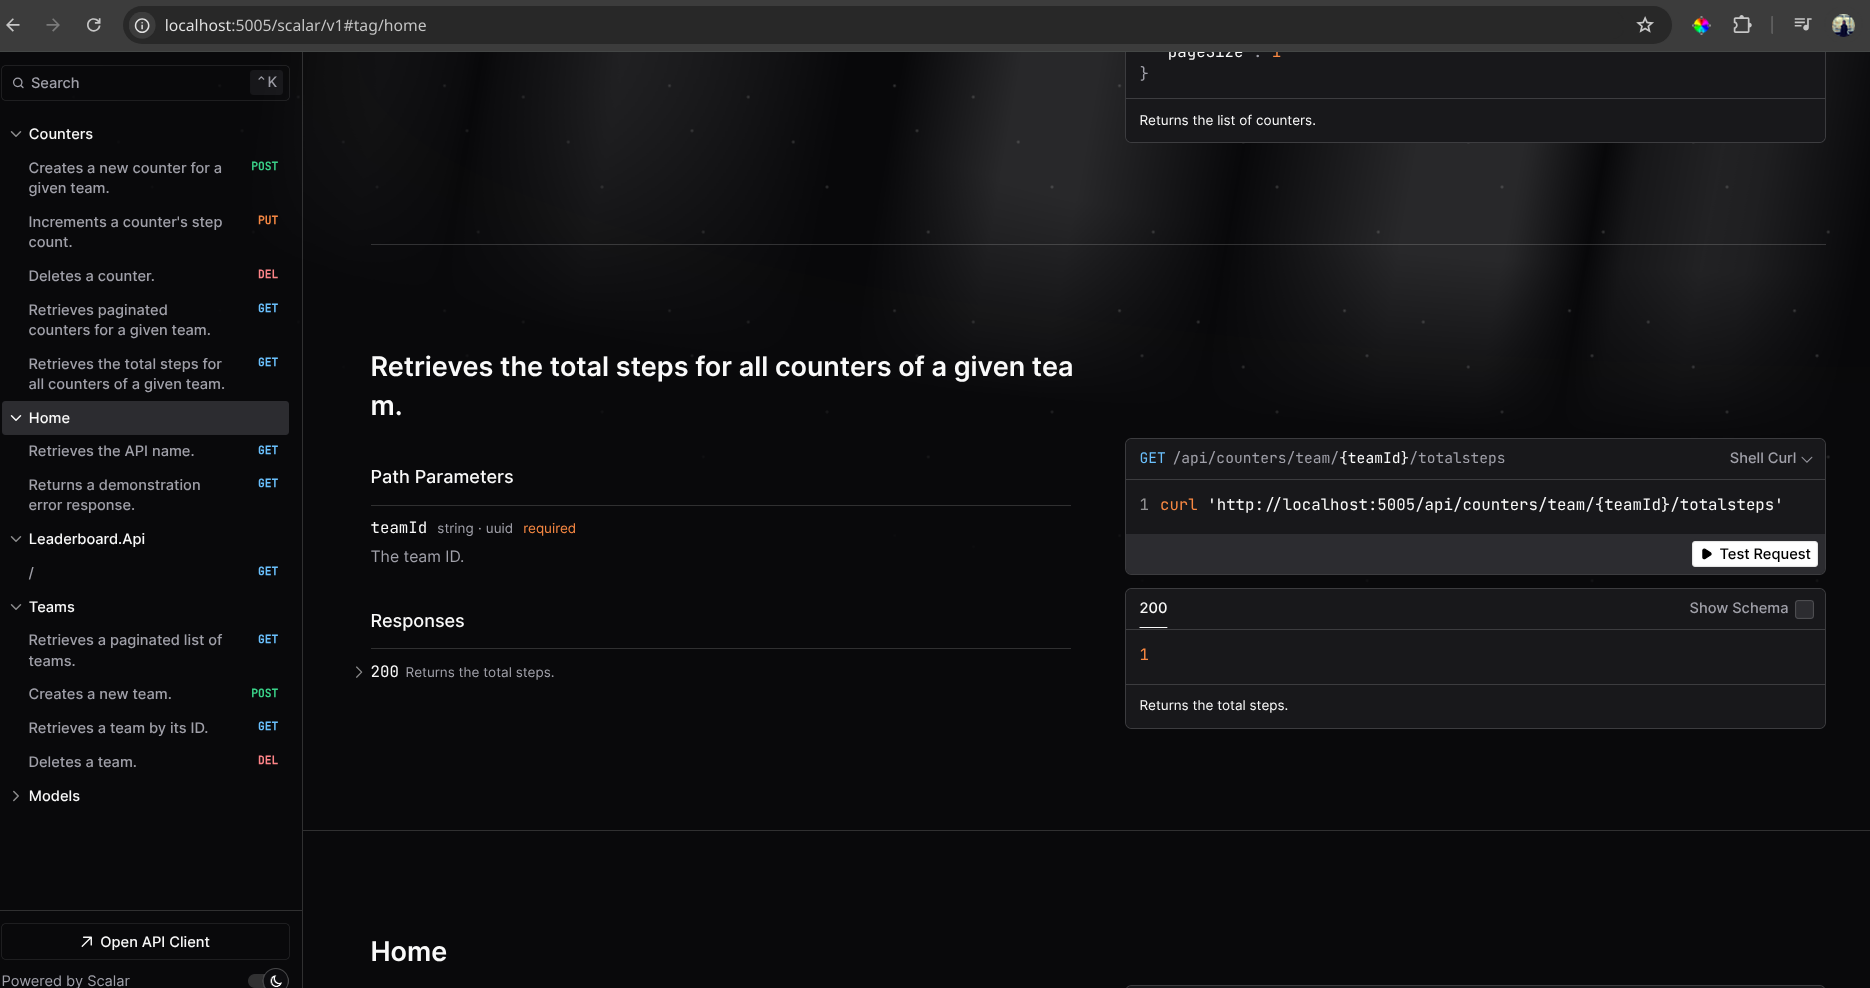 localhost:5005/scalar/v1#tag/home
Search
⌃K
Counters
Creates a new counter for a
given team.
POST
Increments a counter's step
count.
PUT
Deletes a counter.
DEL
Retrieves paginated
counters for a given team.
GET
Retrieves the total steps for
all counters of a given team.
GET
Home
Retrieves the API name.
GET
Returns a demonstration
error response.
GET
Leaderboard.Api
/
GET
Teams
Retrieves a paginated list of
teams.
GET
Creates a new team.
POST
Retrieves a team by its ID.
GET
Deletes a team.
DEL
Models
Open API Client
Powered by Scalar
pageSize : 1
}
Returns the list of counters.
Retrieves the total steps for all counters of a given tea
m.
Path Parameters
teamId string · uuid required
The team ID.
Responses
200 Returns the total steps.
GET /api/counters/team/{teamId}/totalsteps
Shell Curl
1 curl 'http://localhost:5005/api/counters/team/{teamId}/totalsteps'
Test Request
200
Show Schema
1
Returns the total steps.
Home